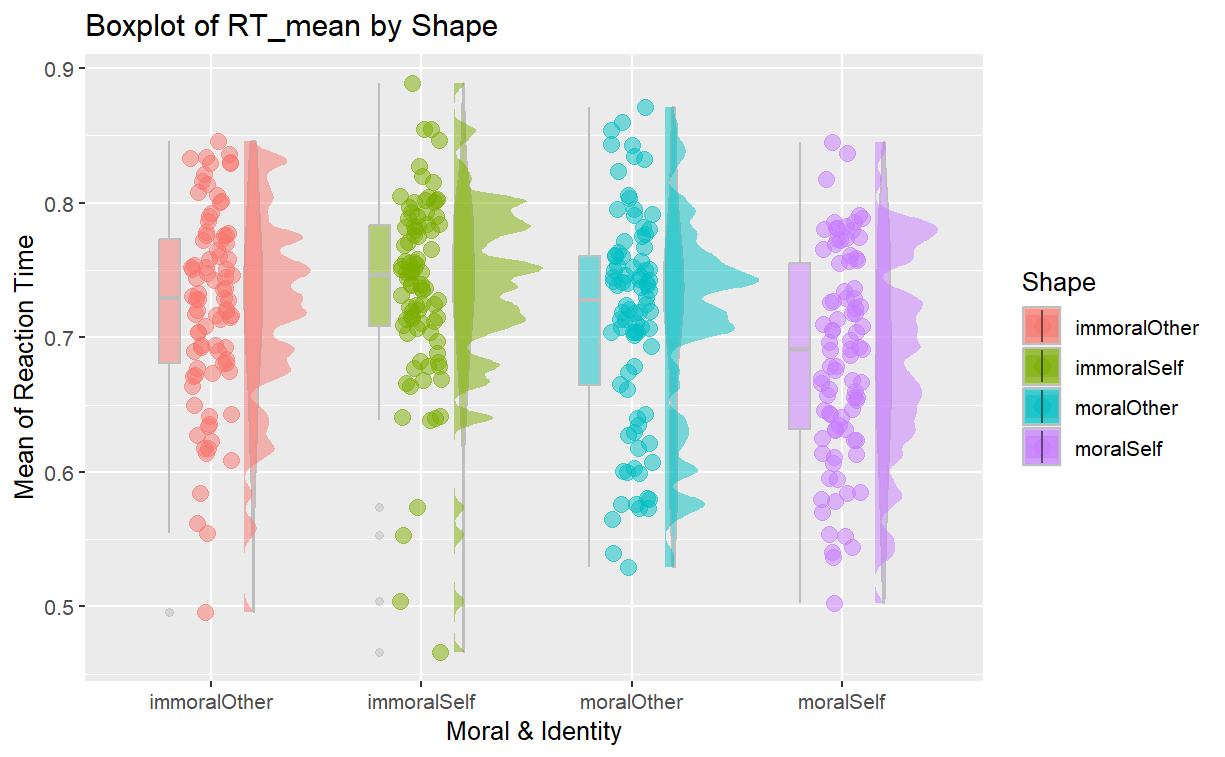 Boxplot of RT_mean by Shape
0.9
0.8
0.7
0.6
0.5
Mean of Reaction Time
immoralOther
immoralSelf
moralOther
moralSelf
Moral & Identity
Shape
immoralOther
immoralSelf
moralOther
moralSelf